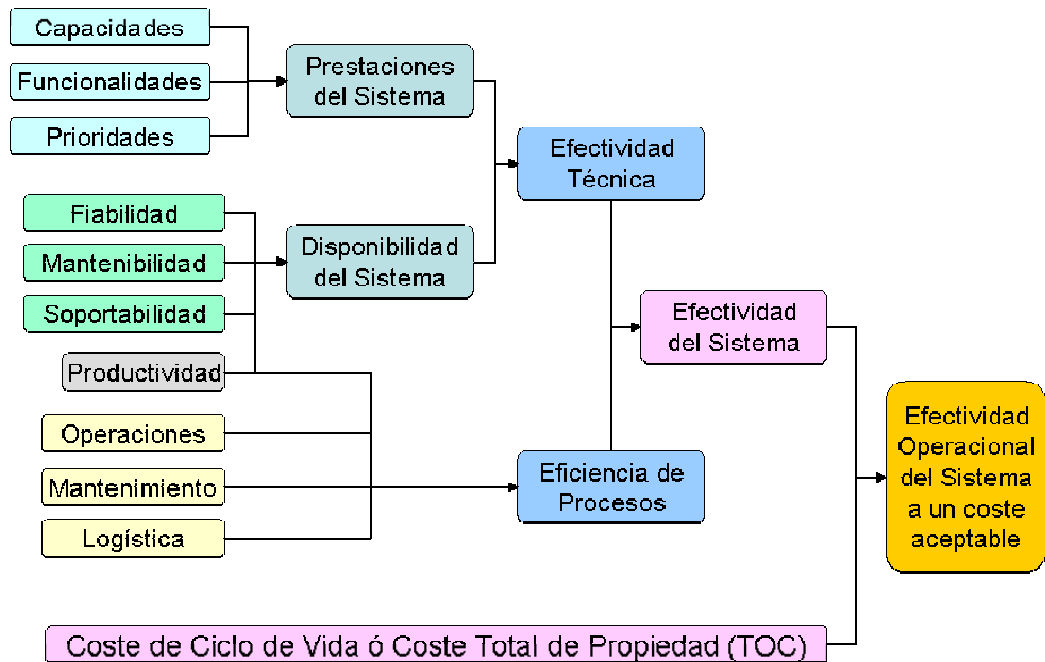 Capacidades
Funcionalidades
Prioridades
Prestaciones
del Sistema
Efectividad
Técnica
Fiabilidad
Mantenibilidad
Soportabilidad
Productividad
Disponibilidad
del Sistema
Efectividad
del Sistema
Operaciones
Mantenimiento
Logística
Eficiencia de
Procesos
Efectividad
Operacional
del Sistema
a un coste
aceptable
Coste de Ciclo de Vida ó Coste Total de Propiedad (TOC)